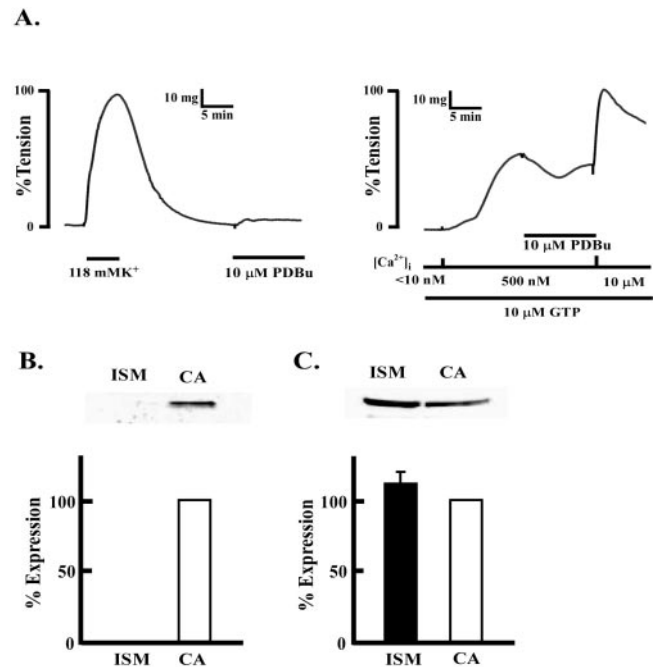 A.
100
%Tension
0
10 mg
5 min
118 mMK⁺
10 µM PDBu
100
%Tension
0
10 mg
5 min
10 µM PDBu
[Ca²⁺]i
<10 nM
500 nM
10 µM
10 µM GTP
B.
ISM CA
100
50
0
% Expression
ISM CA
C.
ISM CA
100
50
0
% Expression
ISM CA